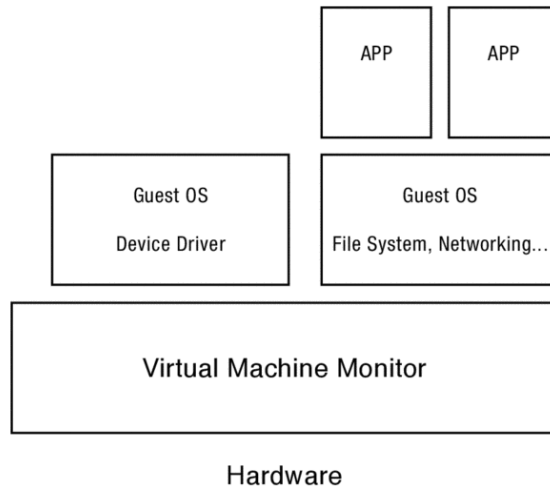 APP
APP
Guest OS
Device Driver
Guest OS
File System, Networking...
Virtual Machine Monitor
Hardware